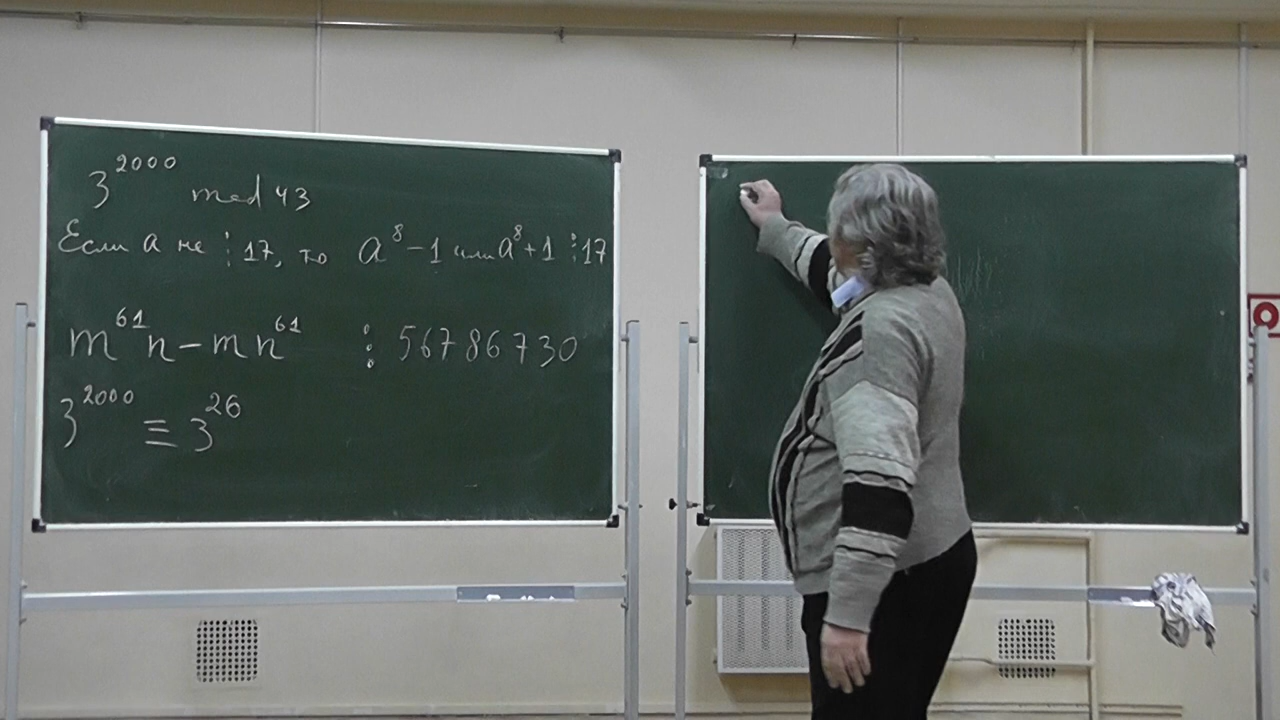 3^2000 mod 43
Если a не ⋮ 17, то a^8 - 1 или a^8 + 1 ⋮ 17
m^61 n - m n^61 ⋮ 56786730
3^2000 ≡ 3^26